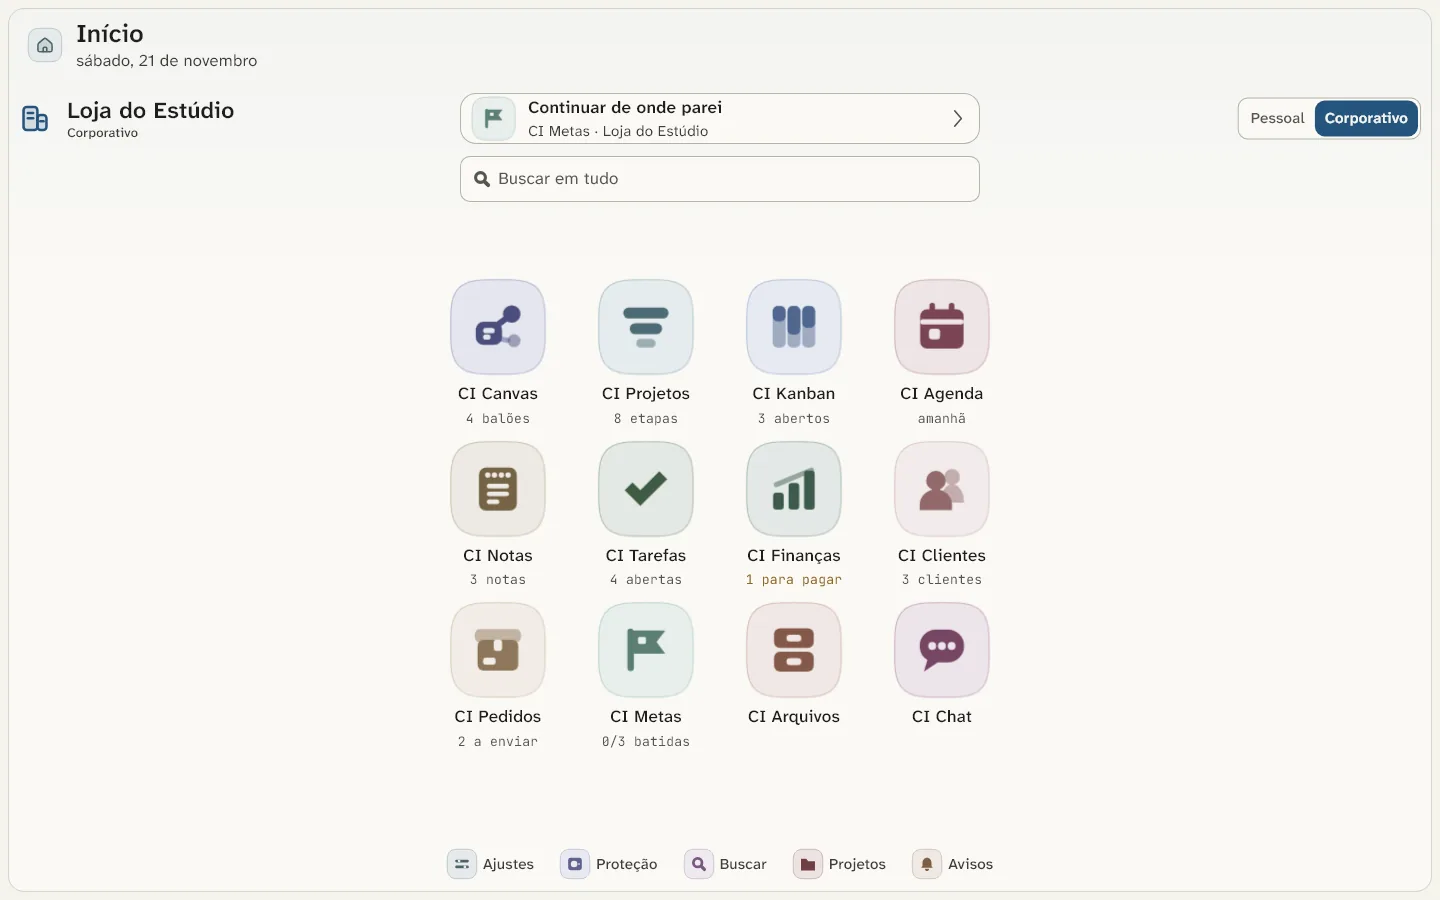 Início
sábado, 21 de novembro
Loja do Estúdio
Corporativo
Continuar de onde parei
CI Metas · Loja do Estúdio
Pessoal
Corporativo
Buscar em tudo
CI Canvas
4 balões
CI Projetos
8 etapas
CI Kanban
3 abertos
CI Agenda
amanhã
CI Notas
3 notas
CI Tarefas
4 abertas
CI Finanças
1 para pagar
CI Clientes
3 clientes
CI Pedidos
2 a enviar
CI Metas
0/3 batidas
CI Arquivos
CI Chat
Ajustes
Proteção
Buscar
Projetos
Avisos